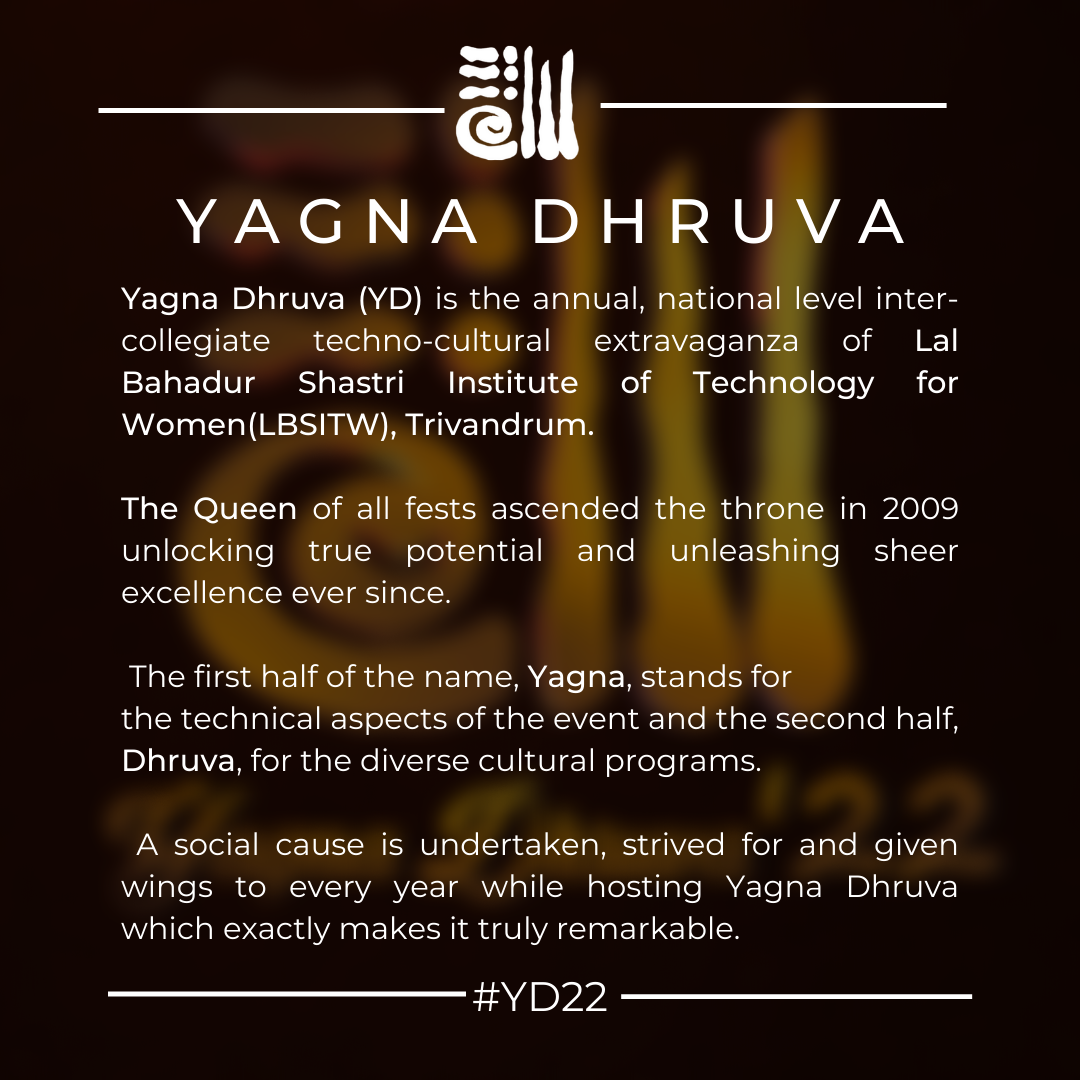 YAGNA DHRUVA
Yagna Dhruva (YD) is the annual, national level inter-
collegiate techno-cultural extravaganza of Lal
Bahadur Shastri Institute of Technology for
Women(LBSITW), Trivandrum.
The Queen of all fests ascended the throne in 2009
unlocking true potential and unleashing sheer
excellence ever since.
The first half of the name, Yagna, stands for
the technical aspects of the event and the second half,
Dhruva, for the diverse cultural programs.
A social cause is undertaken, strived for and given
wings to every year while hosting Yagna Dhruva
which exactly makes it truly remarkable.
Yagna Dhruva '22
#YD22